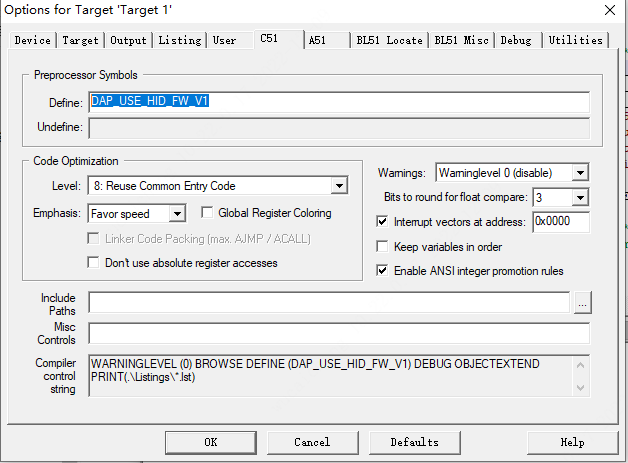 Options for Target 'Target 1'
Device Target Output Listing User C51 A51 BL51 Locate BL51 Misc Debug Utilities
Preprocessor Symbols
Define: DAP_USE_HID_FW_V1
Undefine:
Code Optimization
Level: 8: Reuse Common Entry Code
Emphasis: Favor speed Global Register Coloring
Linker Code Packing (max. AJMP / ACALL)
Don't use absolute register accesses
Warnings: Warninglevel 0 (disable)
Bits to round for float compare: 3
Interrupt vectors at address: 0x0000
Keep variables in order
Enable ANSI integer promotion rules
Include
Paths
...
Misc
Controls
Compiler
control
string
WARNINGLEVEL (0) BROWSE DEFINE (DAP_USE_HID_FW_V1) DEBUG OBJECTEXTEND
PRINT(.\Listings\*.lst)
OK Cancel Defaults Help